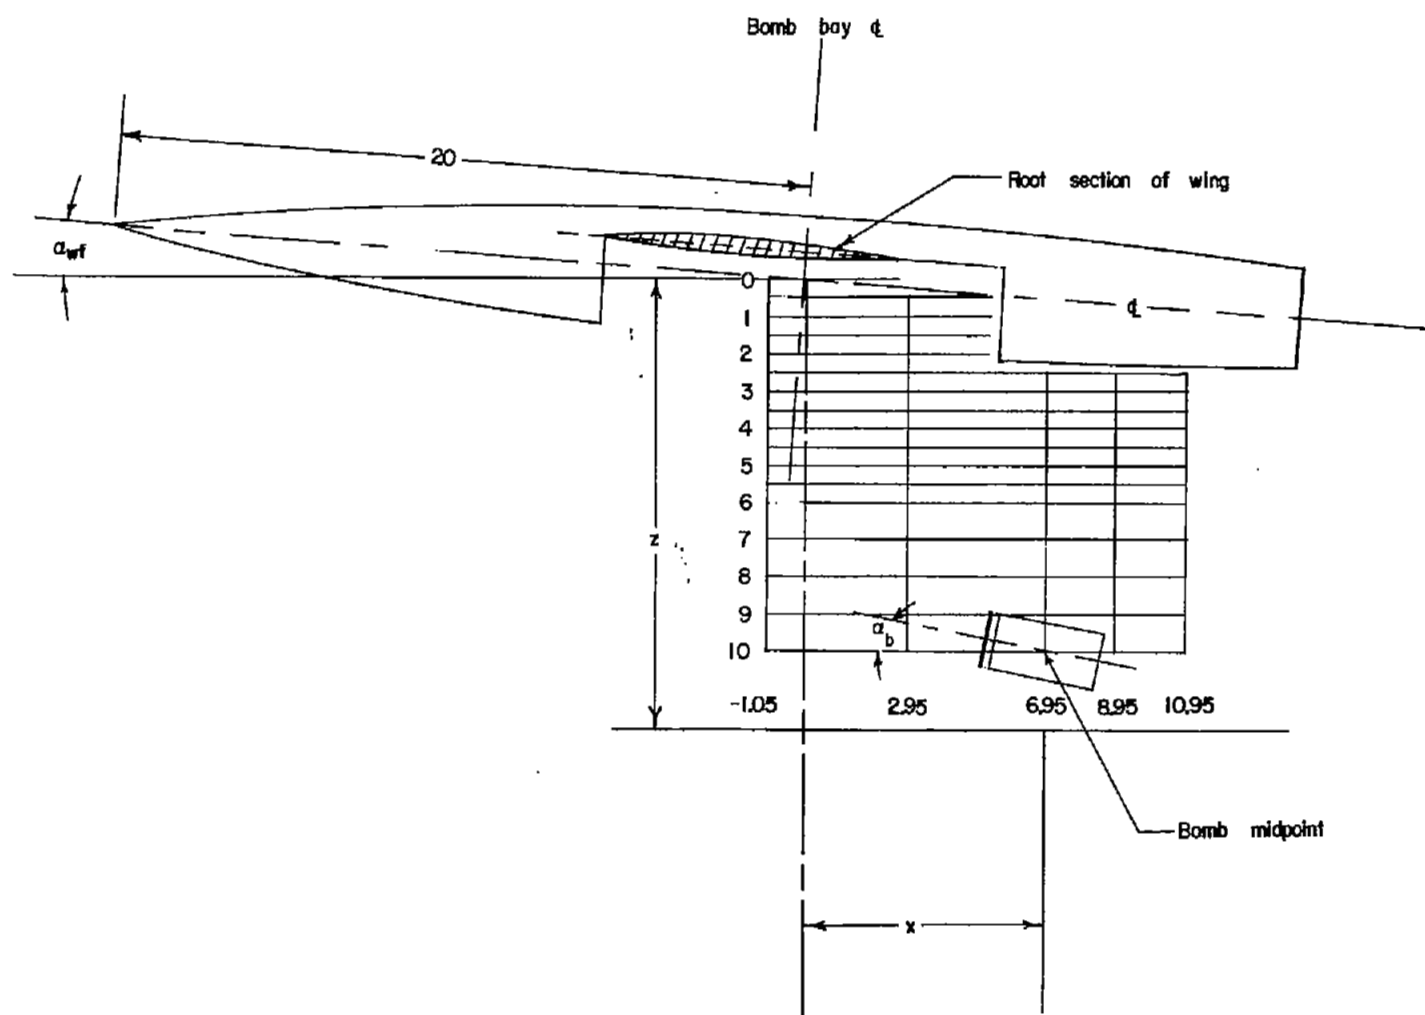 Bomb bay ℄
20
Root section of wing
α_wf
0
℄
1
2
3
4
5
6
z
7
8
9
α_b
10
-1.05 2.95 6.95 8.95 10.95
Bomb midpoint
x